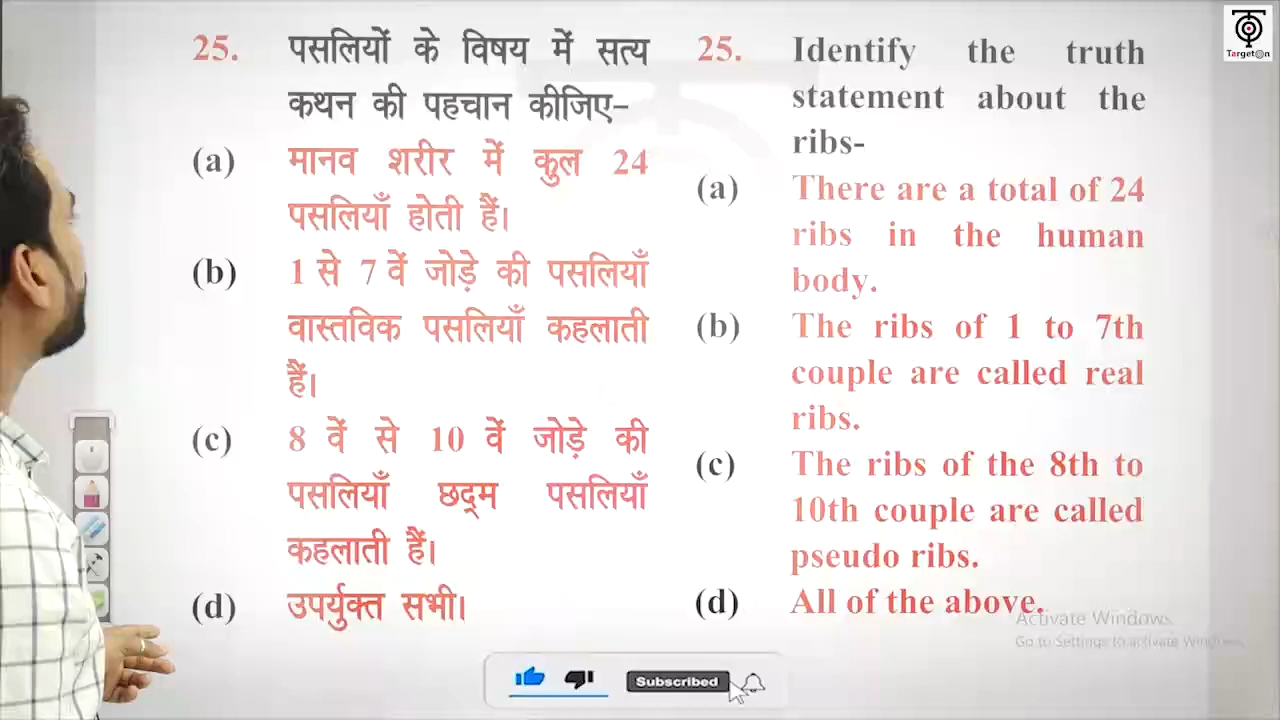 25. पसलियों के विषय में सत्य
कथन की पहचान कीजिए–
(a) मानव शरीर में कुल 24
पसलियाँ होती हैं।
(b) 1 से 7 वें जोड़े की पसलियाँ
वास्तविक पसलियाँ कहलाती
हैं।
(c) 8 वें से 10 वें जोड़े की
पसलियाँ छद्म पसलियाँ
कहलाती हैं।
(d) उपर्युक्त सभी।
25. Identify the truth
statement about the
ribs-
(a) There are a total of 24
ribs in the human
body.
(b) The ribs of 1 to 7th
couple are called real
ribs.
(c) The ribs of the 8th to
10th couple are called
pseudo ribs.
(d) All of the above.
Target@n
Activate Windows
Go to Settings to activate Windows.
Subscribed